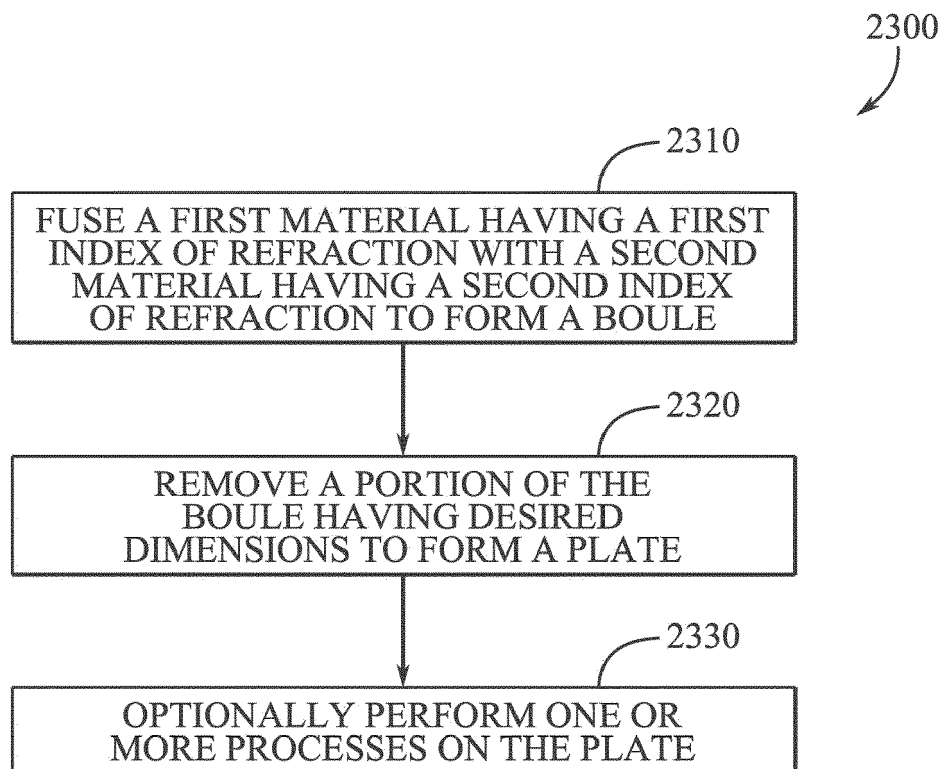 2300
2310
FUSE A FIRST MATERIAL HAVING A FIRST
INDEX OF REFRACTION WITH A SECOND
MATERIAL HAVING A SECOND INDEX
OF REFRACTION TO FORM A BOULE
2320
REMOVE A PORTION OF THE
BOULE HAVING DESIRED
DIMENSIONS TO FORM A PLATE
2330
OPTIONALLY PERFORM ONE OR
MORE PROCESSES ON THE PLATE